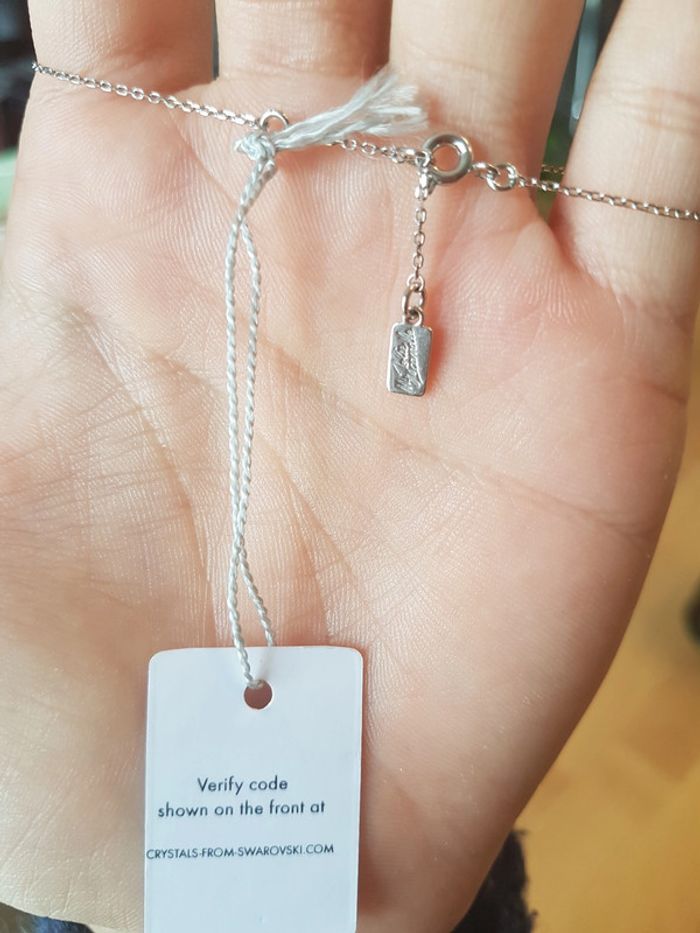 Verify code
shown on the front at
CRYSTALS-FROM-SWAROVSKI.COM